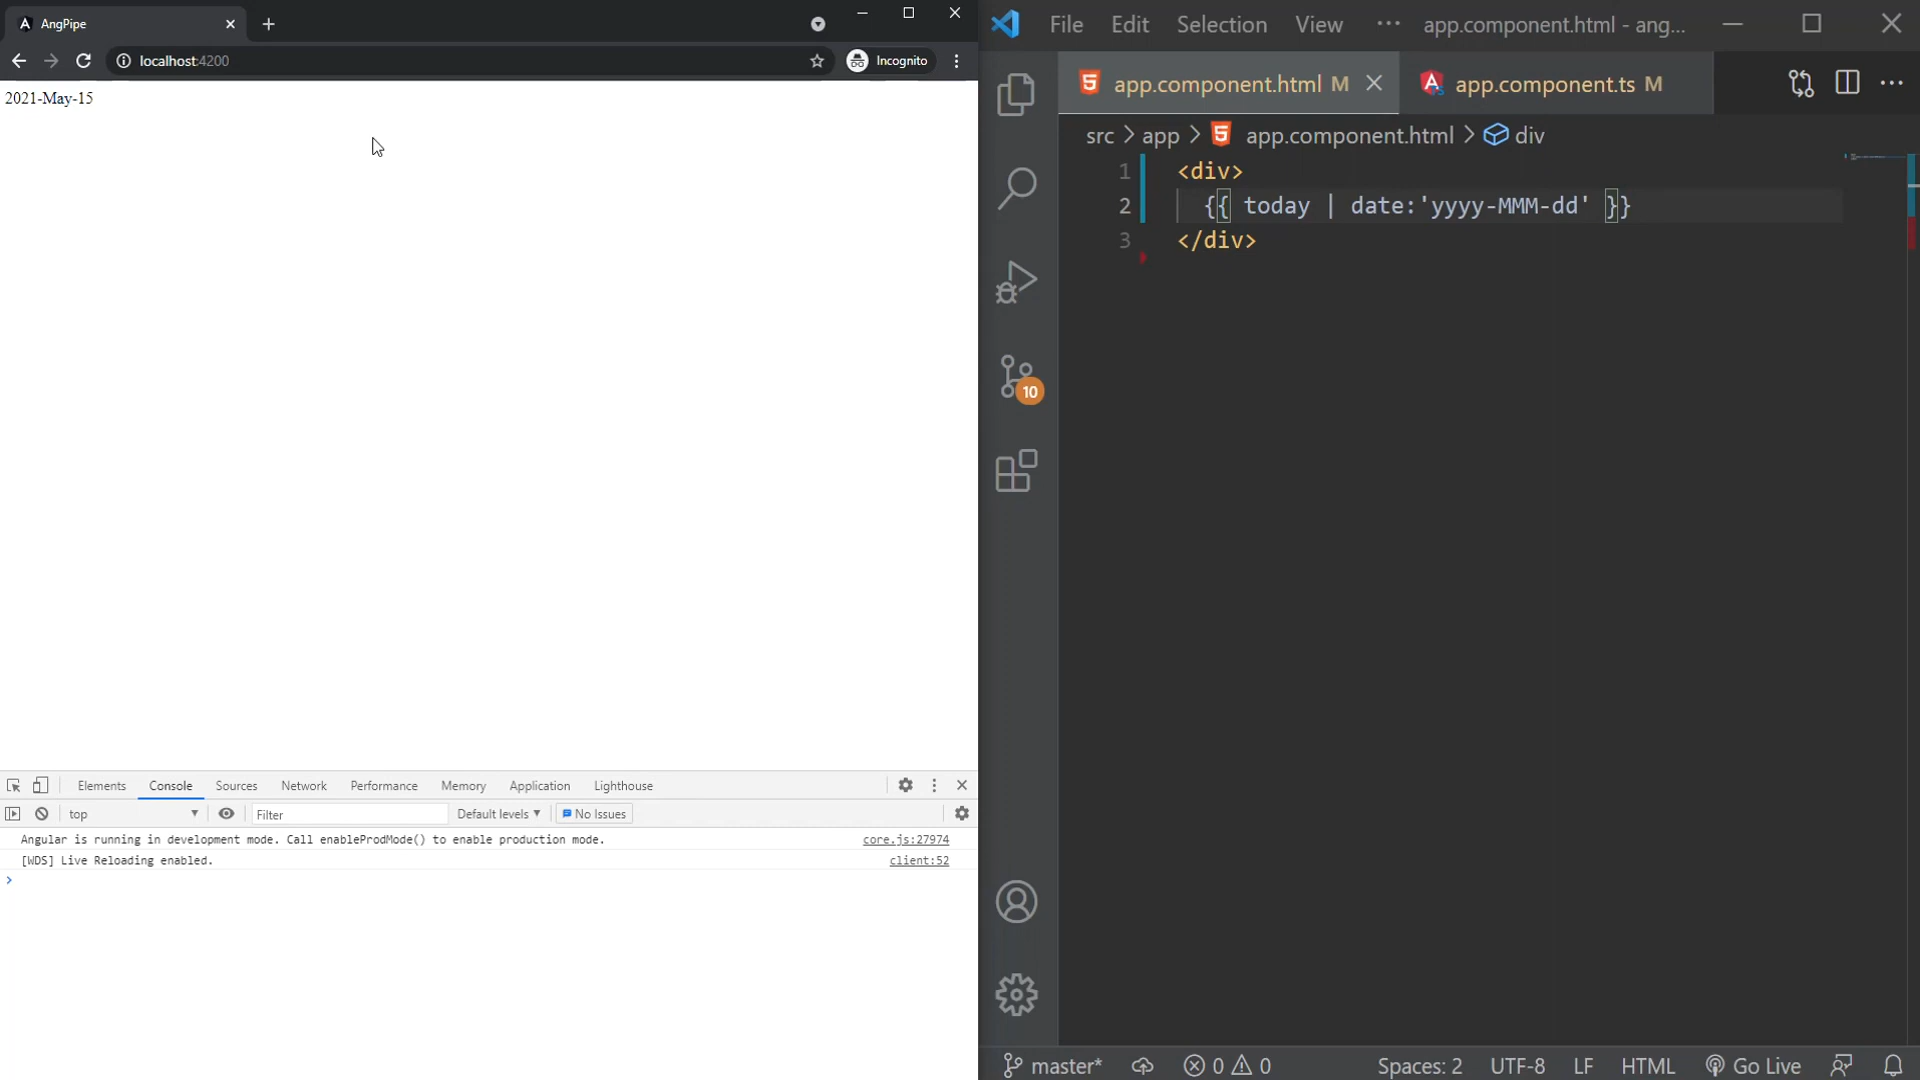 AngPipe
localhost:4200
Incognito
2021-May-15
Elements Console Sources Network Performance Memory Application Lighthouse
top Filter Default levels No Issues
Angular is running in development mode. Call enableProdMode() to enable production mode. core.js:27974
[WDS] Live Reloading enabled. client:52
>
File Edit Selection View ··· app.component.html - ang...
app.component.html M app.component.ts M
src > app > app.component.html > div
1 <div>
2 {{ today | date:'yyyy-MMM-dd' }}
3 </div>
10
master* 0 0 Spaces: 2 UTF-8 LF HTML Go Live